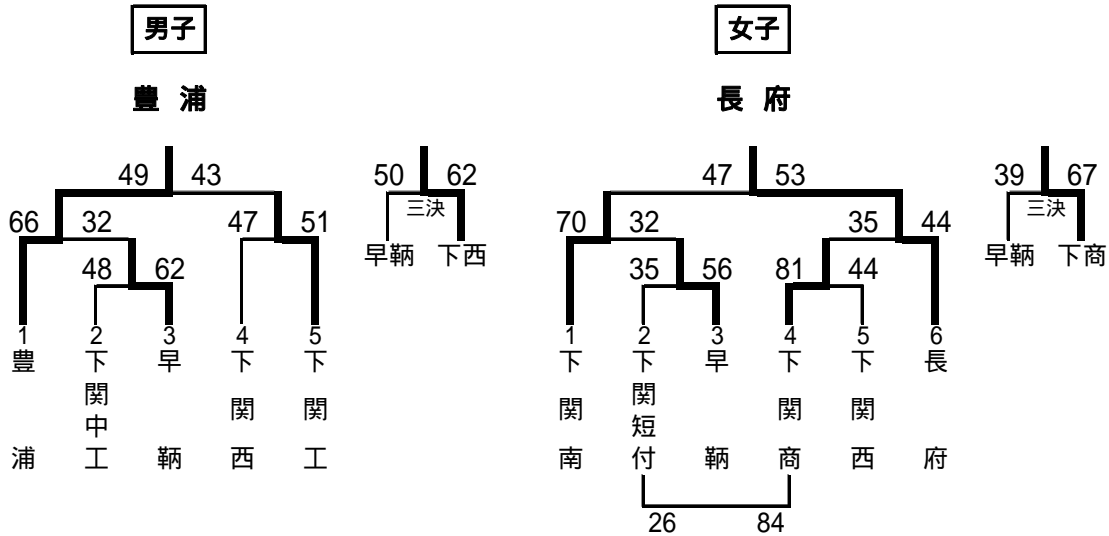 男子
豊浦
49 43
50 62
三決
66 32
47 51
早鞆 下西
48 62
1 2 3 4 5
豊浦
下関中工
早鞆
下関西
下関工
女子
長府
47 53
39 67
三決
70 32
35 44
早鞆 下商
35 56
81 44
1 2 3 4 5 6
下関南
下関短付
早鞆
下関商
下関西
長府
26 84